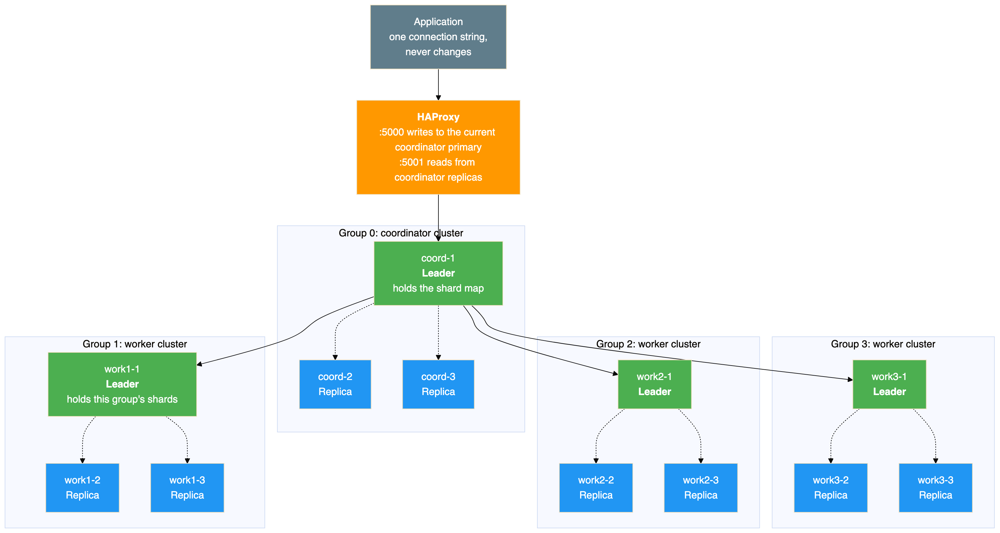 Application
one connection string,
never changes
HAProxy
:5000 writes to the current
coordinator primary
:5001 reads from
coordinator replicas
Group 0: coordinator cluster
coord-1
Leader
holds the shard map
coord-2
Replica
coord-3
Replica
Group 1: worker cluster
work1-1
Leader
holds this group's shards
work1-2
Replica
work1-3
Replica
Group 2: worker cluster
work2-1
Leader
work2-2
Replica
work2-3
Replica
Group 3: worker cluster
work3-1
Leader
work3-2
Replica
work3-3
Replica